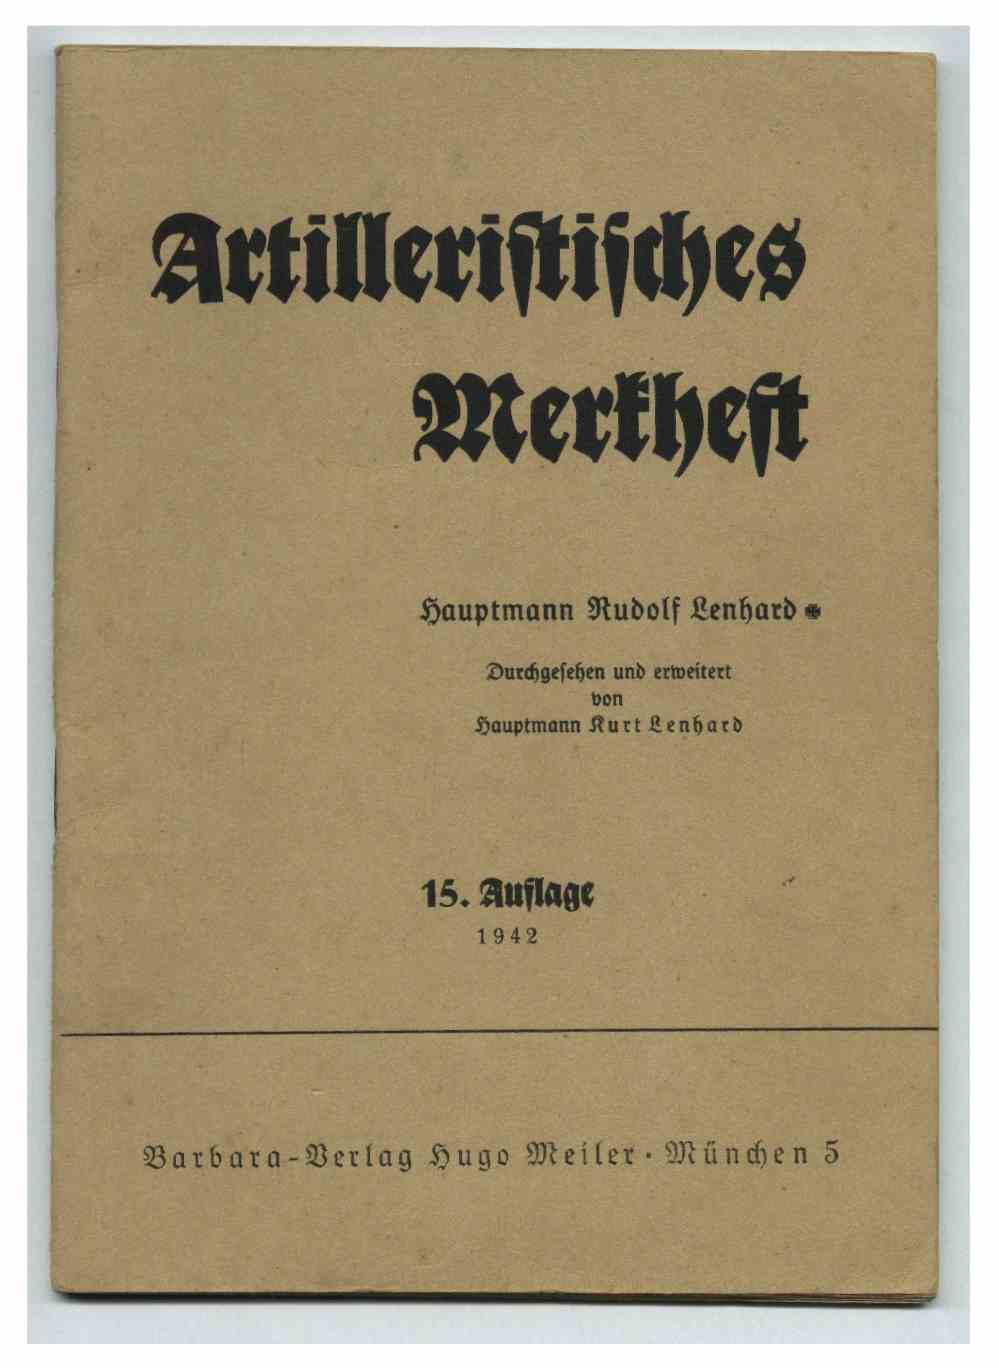 Artilleristisches
Merkheft
Hauptmann Rudolf Lenhard ✠
Durchgesehen und erweitert
von
Hauptmann Kurt Lenhard
15. Auflage
1942
Barbara-Verlag Hugo Meiler · München 5